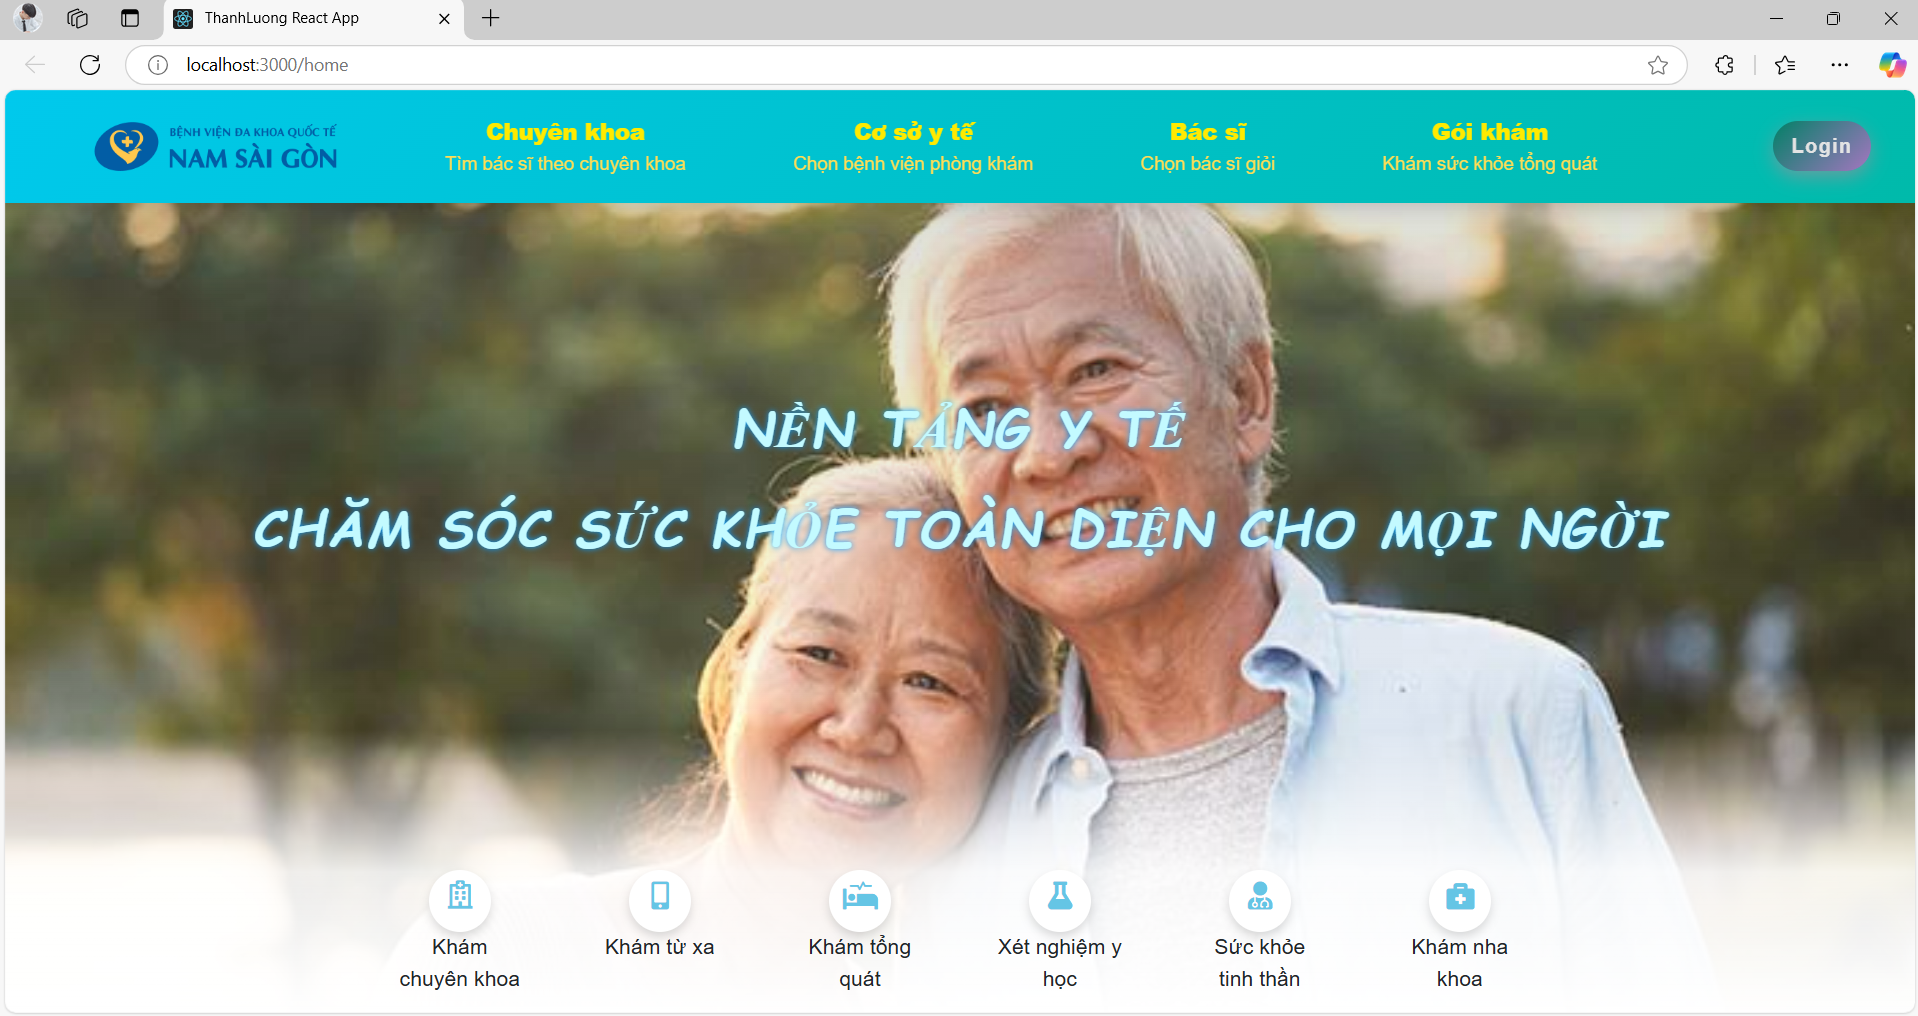 ThanhLuong React App
localhost:3000/home
BỆNH VIỆN ĐA KHOA QUỐC TẾ
NAM SÀI GÒN
Chuyên khoa
Tìm bác sĩ theo chuyên khoa
Cơ sở y tế
Chọn bệnh viện phòng khám
Bác sĩ
Chọn bác sĩ giỏi
Gói khám
Khám sức khỏe tổng quát
Login
NỀN TẢNG Y TẾ
CHĂM SÓC SỨC KHỎE TOÀN DIỆN CHO MỌI NGỜI
Khám
chuyên khoa
Khám từ xa
Khám tổng
quát
Xét nghiệm y
học
Sức khỏe
tinh thần
Khám nha
khoa